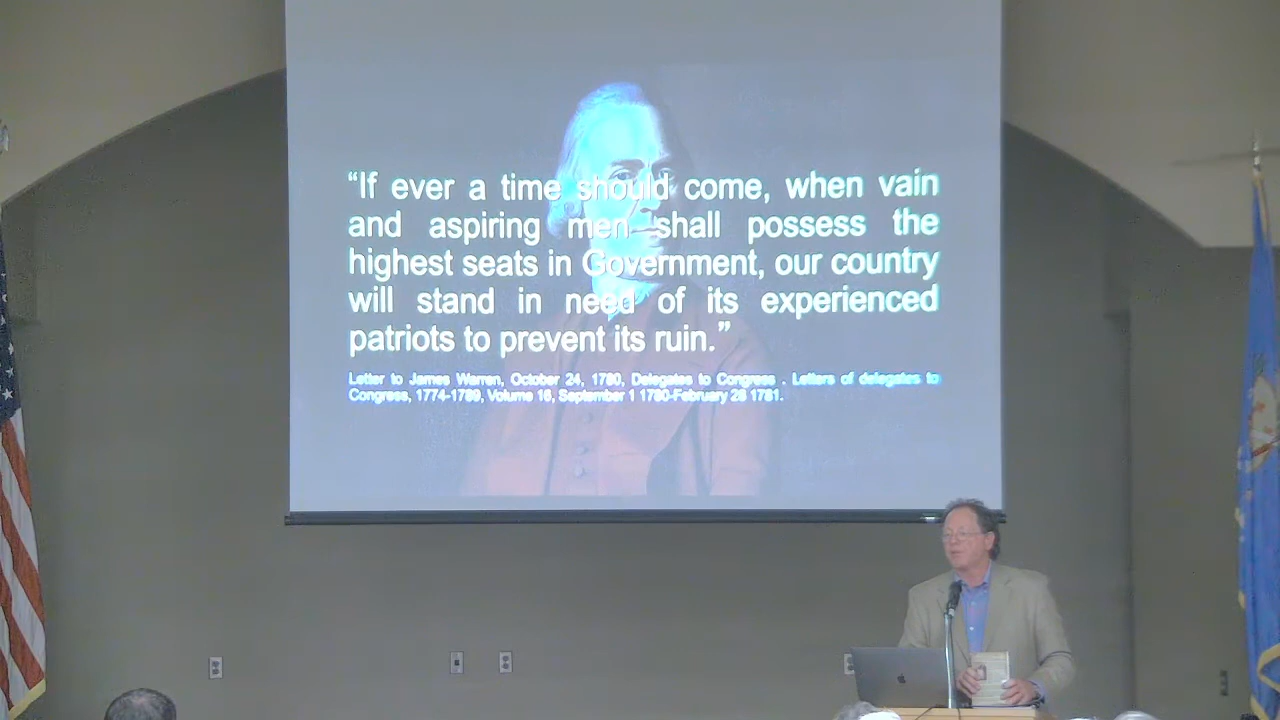 “If ever a time should come, when vain
and aspiring men shall possess the
highest seats in Government, our country
will stand in need of its experienced
patriots to prevent its ruin.”
Letter to James Warren, October 24, 1780, Delegates to Congress . Letters of delegates to
Congress, 1774-1789, Volume 16, September 1 1780-February 28 1781.